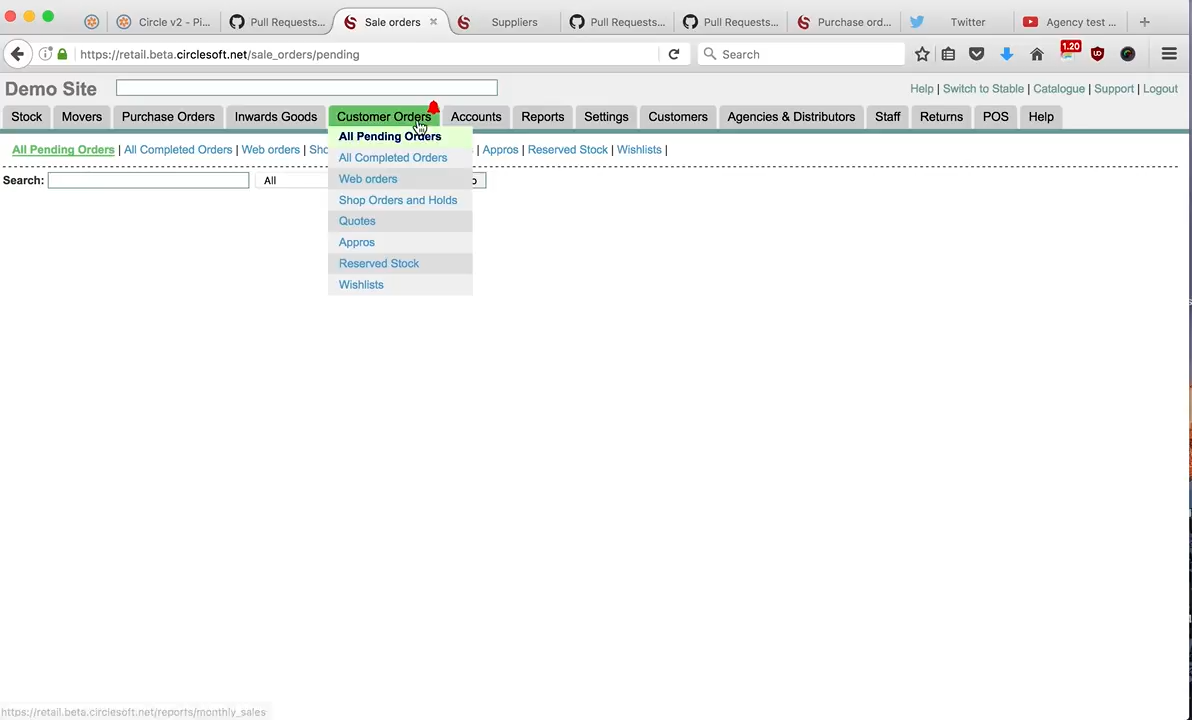 Circle v2 - Pi... Pull Requests... Sale orders Suppliers Pull Requests... Pull Requests... Purchase ord... Twitter Agency test ...
https://retail.beta.circlesoft.net/sale_orders/pending Search 1.20
Demo Site Help | Switch to Stable | Catalogue | Support | Logout
Stock Movers Purchase Orders Inwards Goods Customer Orders Accounts Reports Settings Customers Agencies & Distributors Staff Returns POS Help
All Pending Orders
All Pending Orders | All Completed Orders | Web orders | Sho | Appros | Reserved Stock | Wishlists |
All Completed Orders
Search: All
Web orders
Shop Orders and Holds
Quotes
Appros
Reserved Stock
Wishlists
https://retail.beta.circlesoft.net/reports/monthly_sales